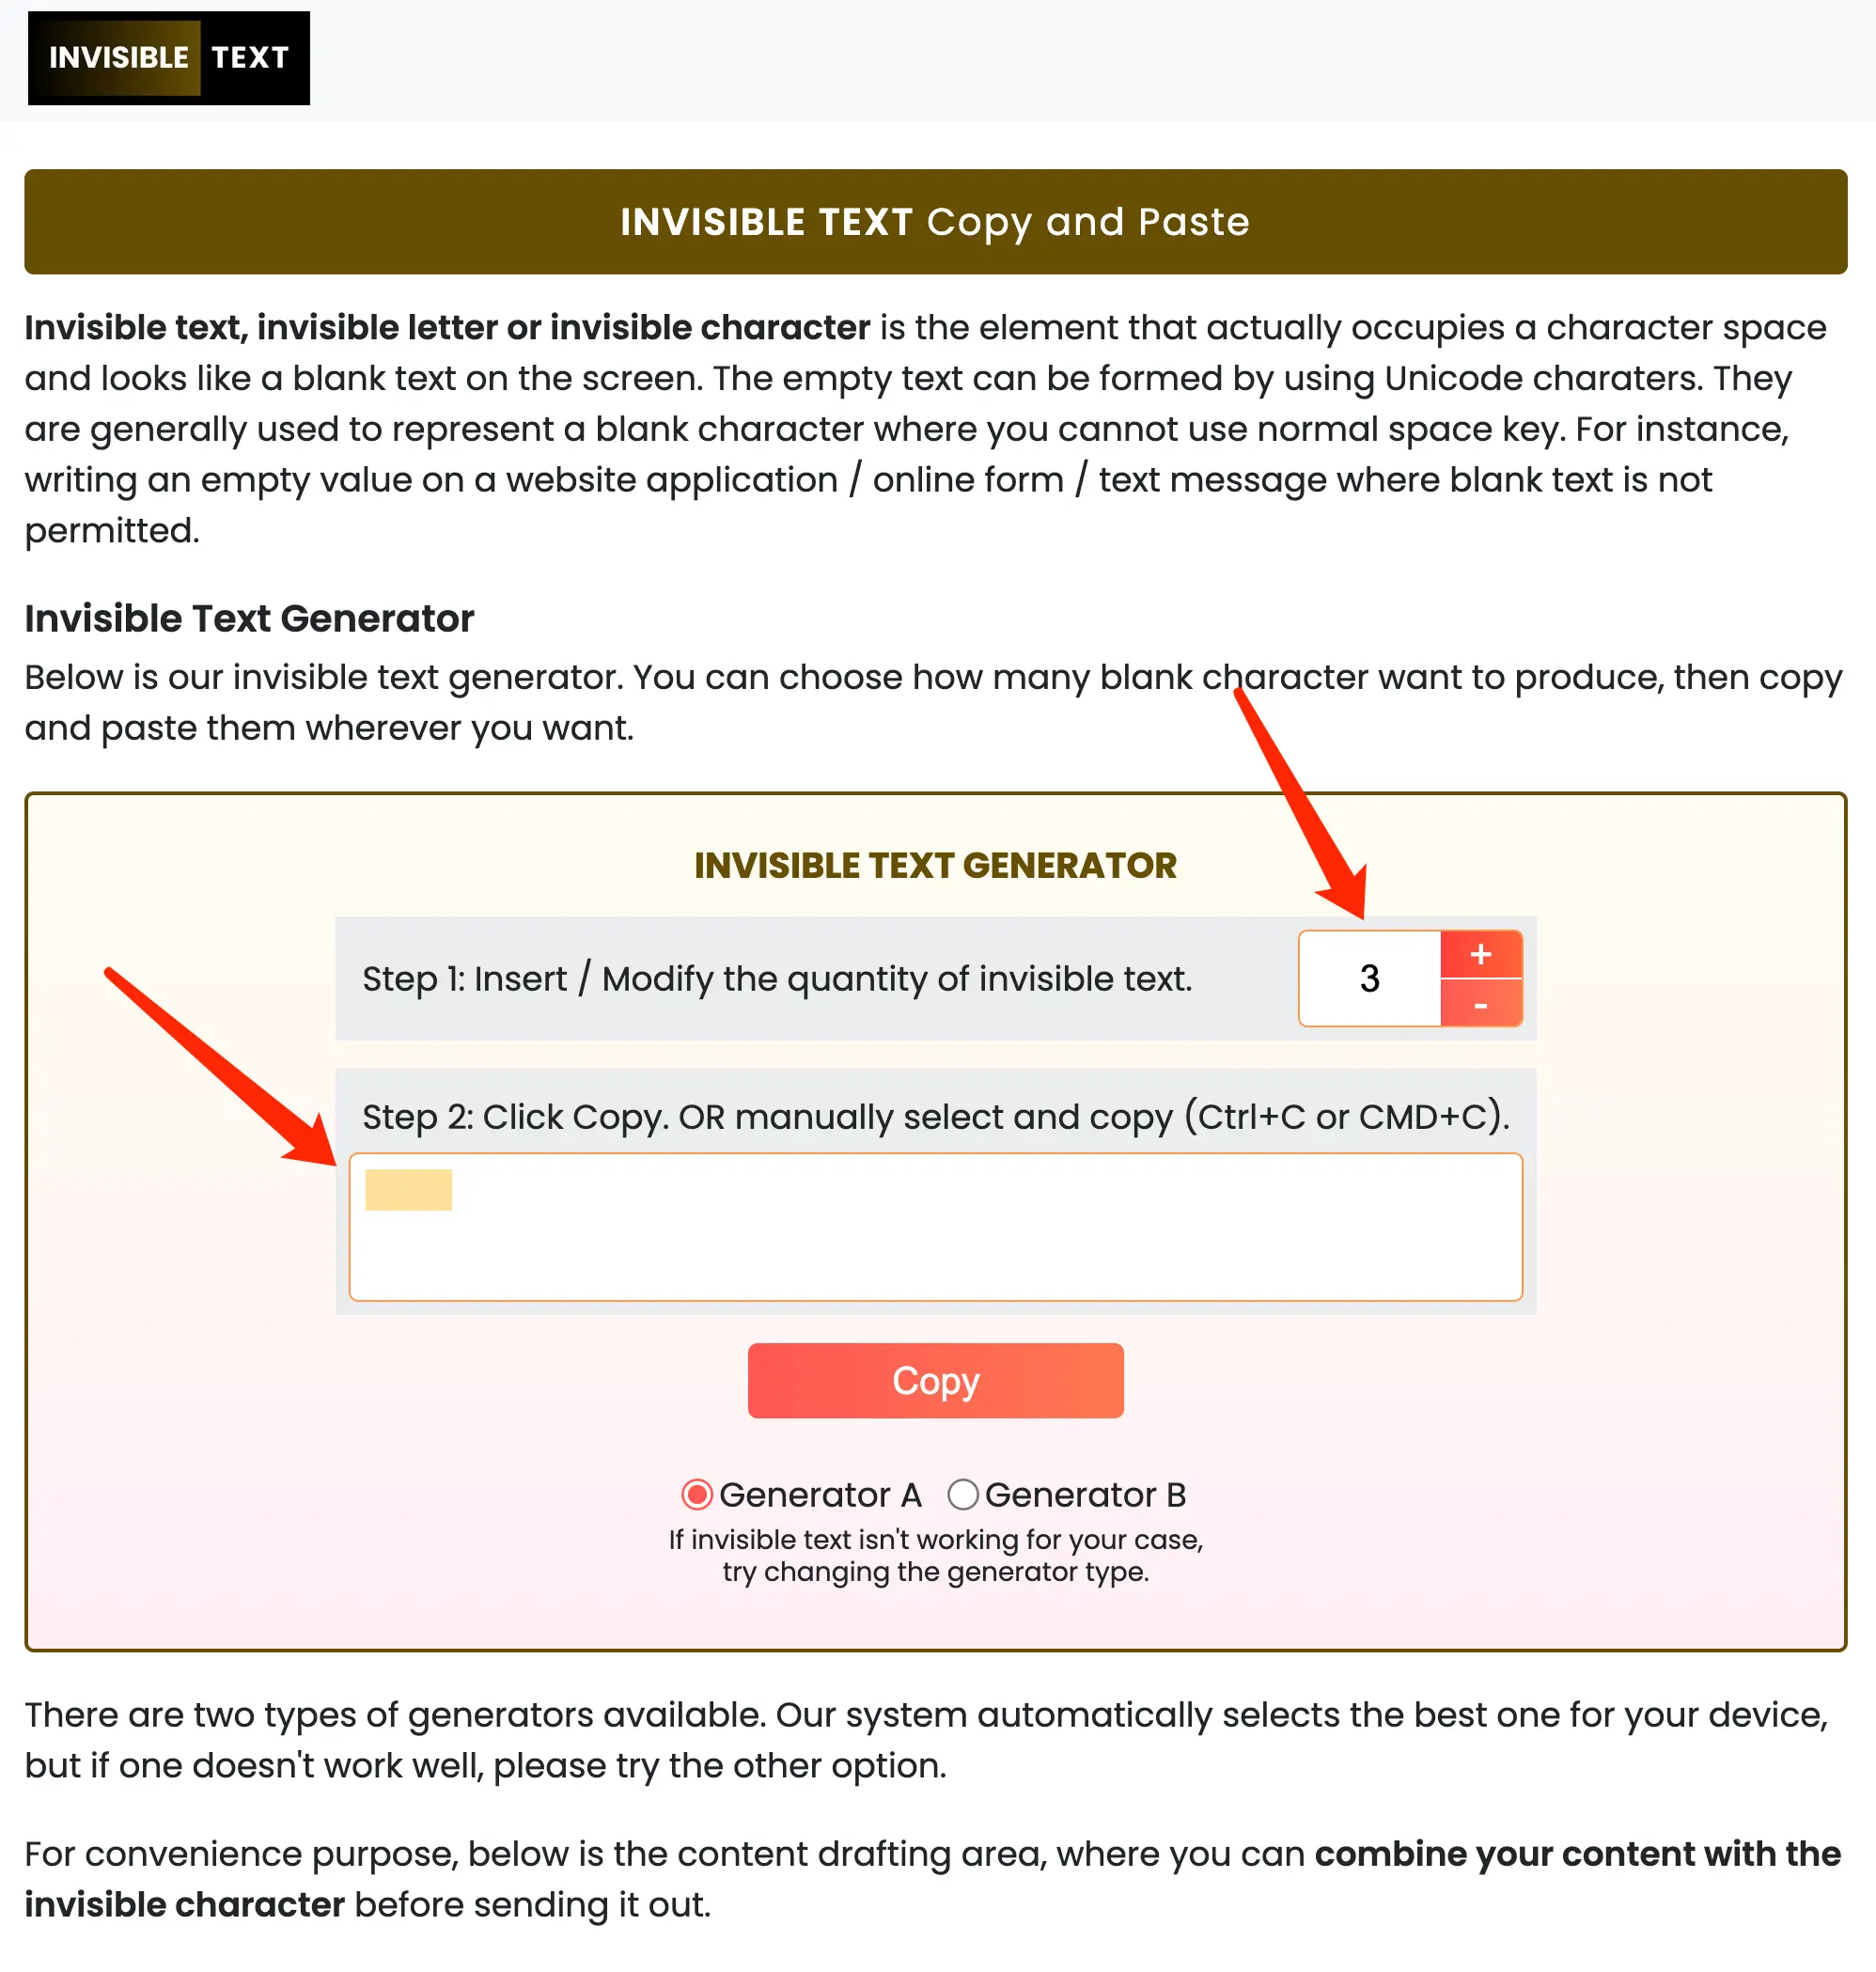 INVISIBLE TEXT
INVISIBLE TEXT Copy and Paste
Invisible text, invisible letter or invisible character is the element that actually occupies a character space
and looks like a blank text on the screen. The empty text can be formed by using Unicode charaters. They
are generally used to represent a blank character where you cannot use normal space key. For instance,
writing an empty value on a website application / online form / text message where blank text is not
permitted.
Invisible Text Generator
Below is our invisible text generator. You can choose how many blank character want to produce, then copy
and paste them wherever you want.
INVISIBLE TEXT GENERATOR
Step 1: Insert / Modify the quantity of invisible text. 3 + -
Step 2: Click Copy. OR manually select and copy (Ctrl+C or CMD+C).
Copy
Generator A Generator B
If invisible text isn't working for your case,
try changing the generator type.
There are two types of generators available. Our system automatically selects the best one for your device,
but if one doesn't work well, please try the other option.
For convenience purpose, below is the content drafting area, where you can combine your content with the
invisible character before sending it out.